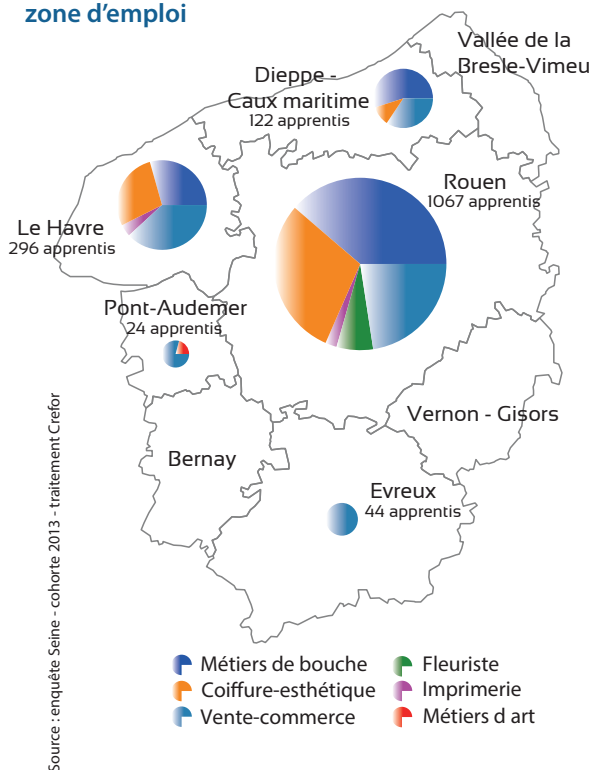 zone d'emploi
Vallée de la
Bresle-Vimeu
Dieppe -
Caux maritime
122 apprentis
Rouen
1067 apprentis
Le Havre
296 apprentis
Pont-Audemer
24 apprentis
Vernon - Gisors
Bernay
Evreux
44 apprentis
Source : enquête Seine - cohorte 2013 - traitement Crefor
Métiers de bouche
Coiffure-esthétique
Vente-commerce
Fleuriste
Imprimerie
Métiers d art